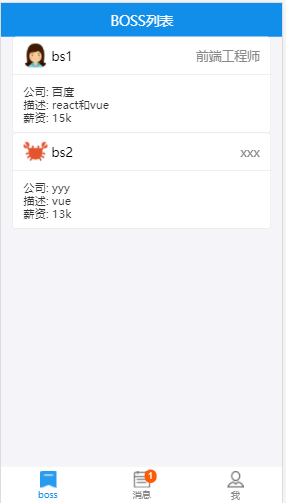 BOSS列表
bs1 前端工程师
公司: 百度
描述: react和vue
薪资: 15k
bs2 xxx
公司: yyy
描述: vue
薪资: 13k
1
boss 消息 我